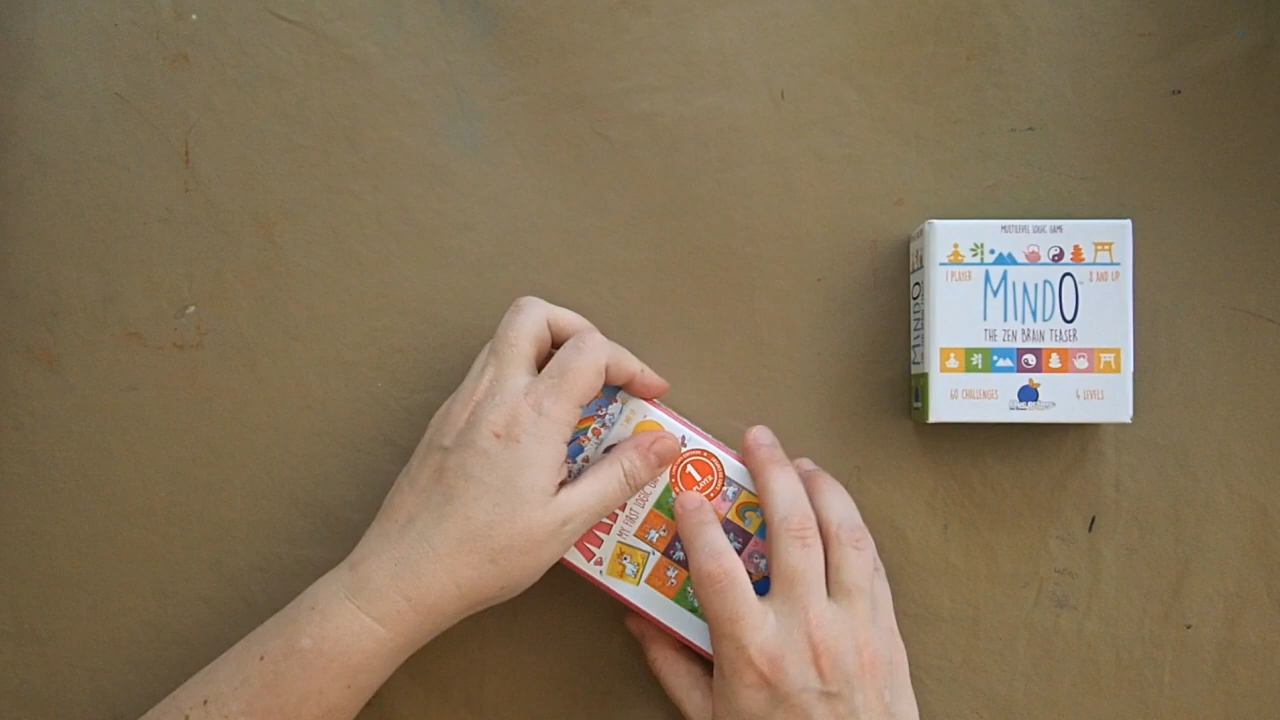 MULTILEVEL LOGIC GAME
1 PLAYER
8 AND UP
MINDO
THE ZEN BRAIN TEASER
60 CHALLENGES
4 LEVELS
MINDO
MY FIRST LOGIC
1
PLAYER